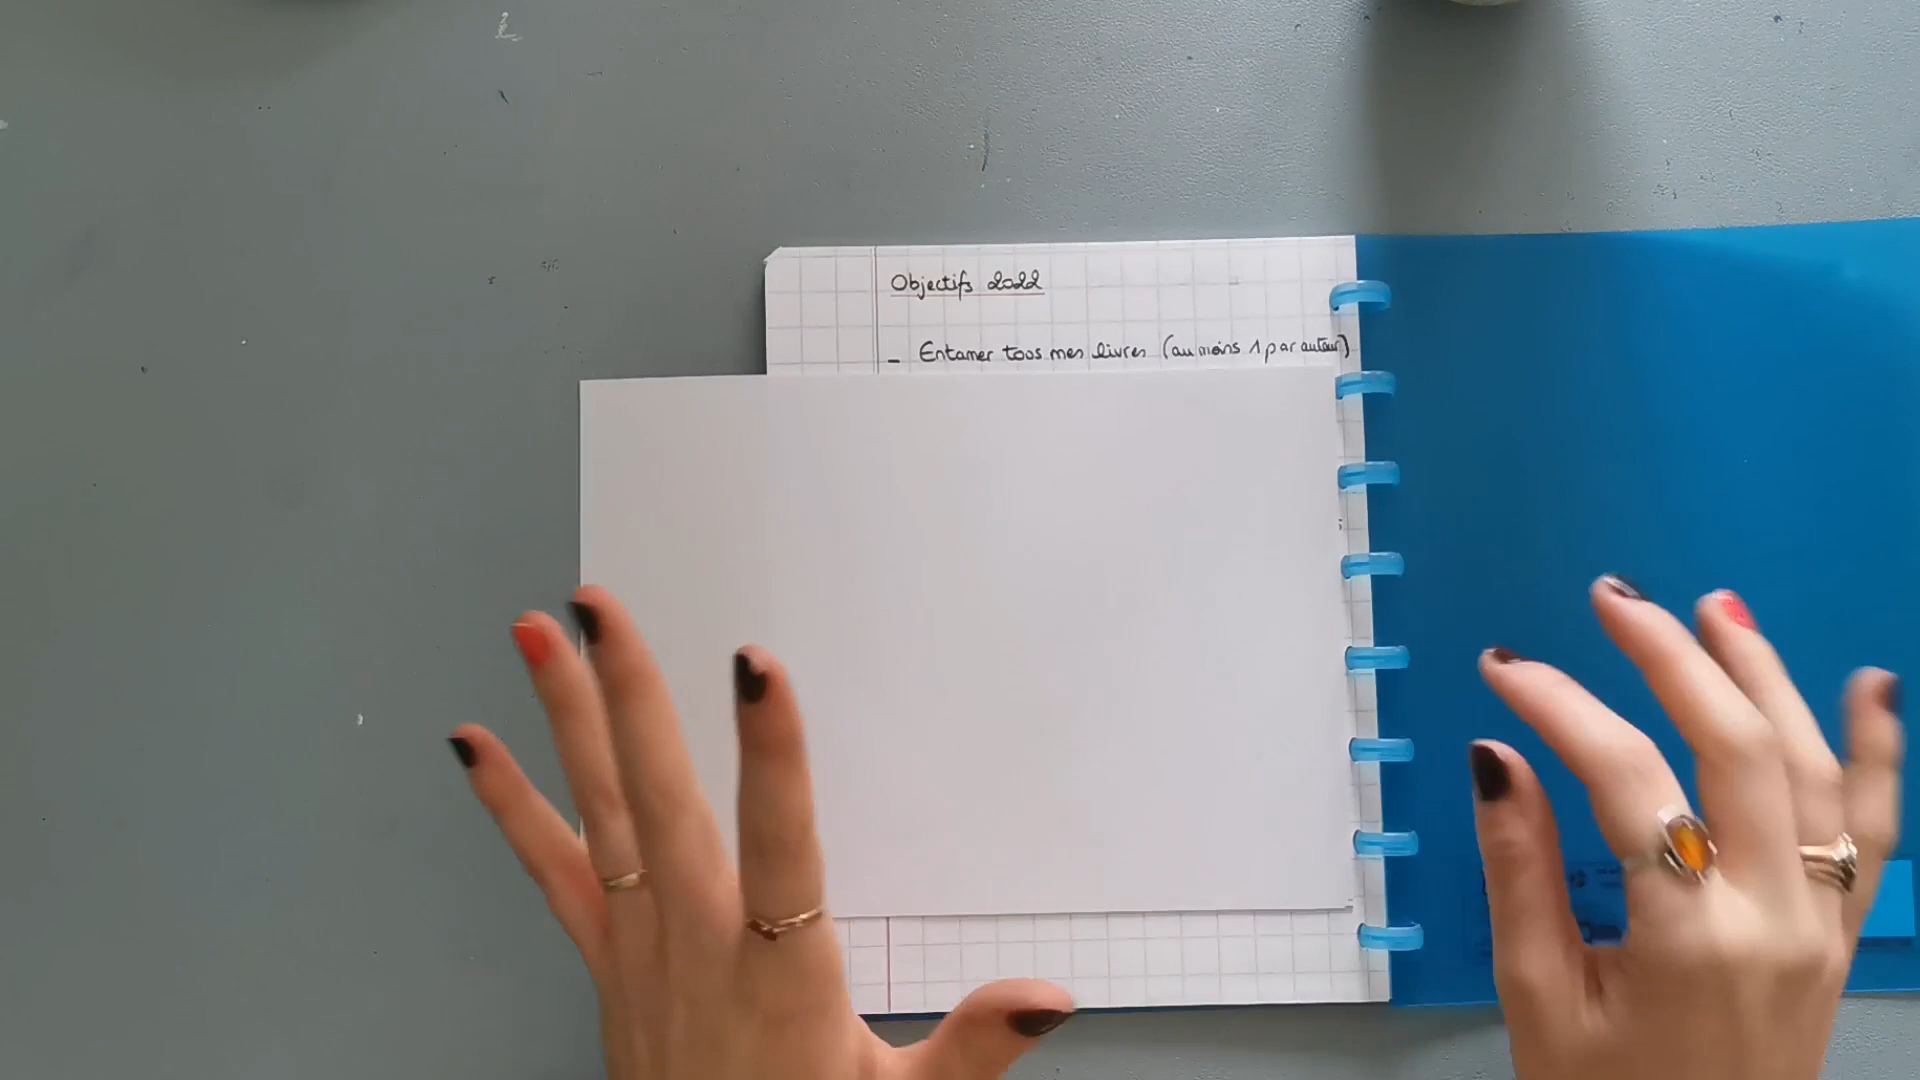 Objectifs 2022
- Entamer tous mes livres (au moins 1 par auteur)